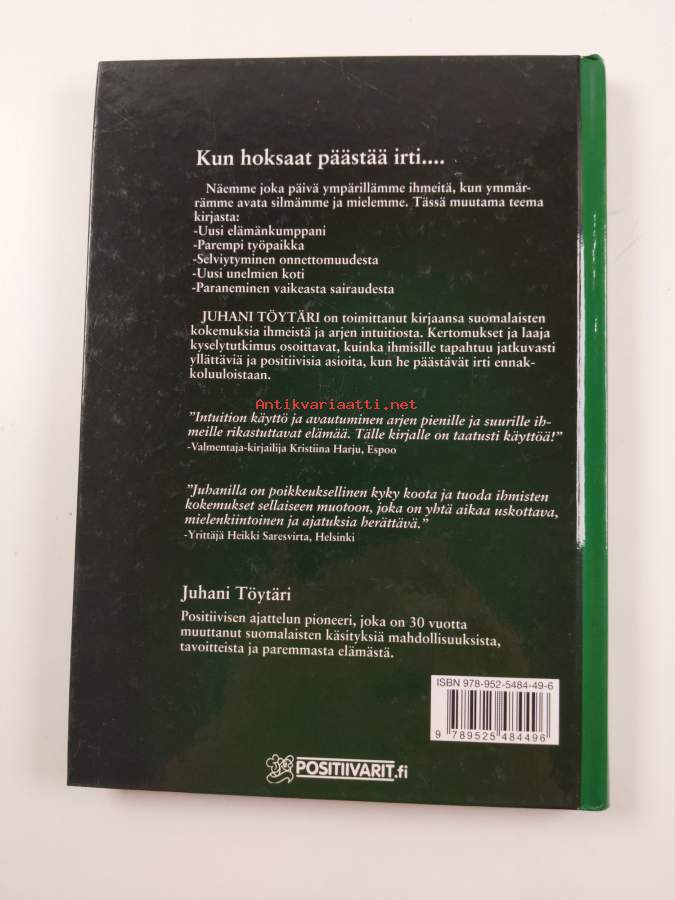 Kun hoksaat päästää irti....
Näemme joka päivä ympärillämme ihmeitä, kun ymmär-
rämme avata silmämme ja mielemme. Tässä muutama teema
kirjasta:
-Uusi elämänkumppani
-Parempi työpaikka
-Selviytyminen onnettomuudesta
-Uusi unelmien koti
-Paraneminen vaikeasta sairaudesta
JUHANI TÖYTÄRI on toimittanut kirjaansa suomalaisten
kokemuksia ihmeistä ja arjen intuitiosta. Kertomukset ja laaja
kyselytutkimus osoittavat, kuinka ihmisille tapahtuu jatkuvasti
yllättäviä ja positiivisia asioita, kun he päästävät irti ennak-
koluuloistaan.
Antikvariaatti.net
”Intuition käyttö ja avautuminen arjen pienille ja suurille ih-
meille rikastuttavat elämää. Tälle kirjalle on taatusti käyttöä!”
-Valmentaja-kirjailija Kristiina Harju, Espoo
”Juhanilla on poikkeuksellinen kyky koota ja tuoda ihmisten
kokemukset sellaiseen muotoon, joka on yhtä aikaa uskottava,
mielenkiintoinen ja ajatuksia herättävä.”
-Yrittäjä Heikki Saresvirta, Helsinki
Juhani Töytäri
Positiivisen ajattelun pioneeri, joka on 30 vuotta
muuttanut suomalaisten käsityksiä mahdollisuuksista,
tavoitteista ja paremmasta elämästä.
ISBN 978-952-5484-49-6
9 789525 484496
POSITIIVARIT.fi